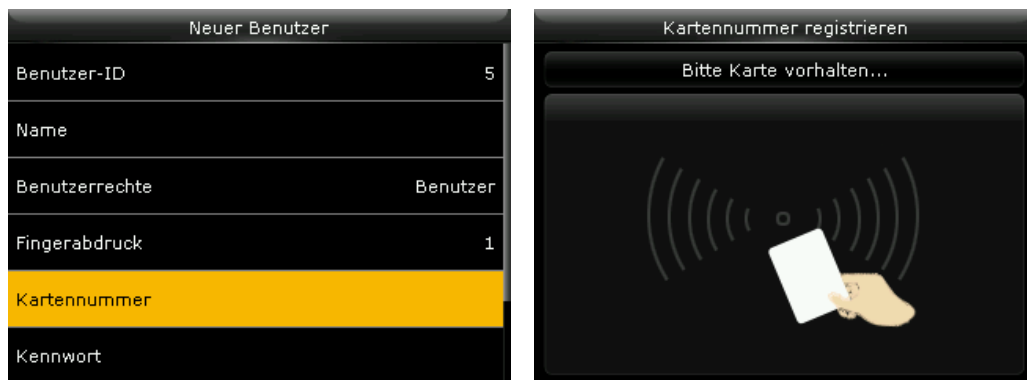 Neuer Benutzer
Benutzer-ID 5
Name
Benutzerrechte Benutzer
Fingerabdruck 1
Kartennummer
Kennwort
Kartennummer registrieren
Bitte Karte vorhalten...